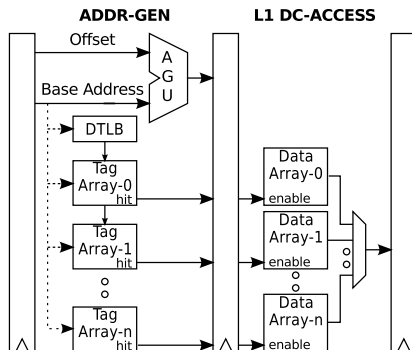 ADDR-GEN
L1 DC-ACCESS
Offset
A
G
U
Base Address
DTLB
Tag
Array-0
hit
Tag
Array-1
hit
Tag
Array-n
hit
Data
Array-0
enable
Data
Array-1
enable
Data
Array-n
enable